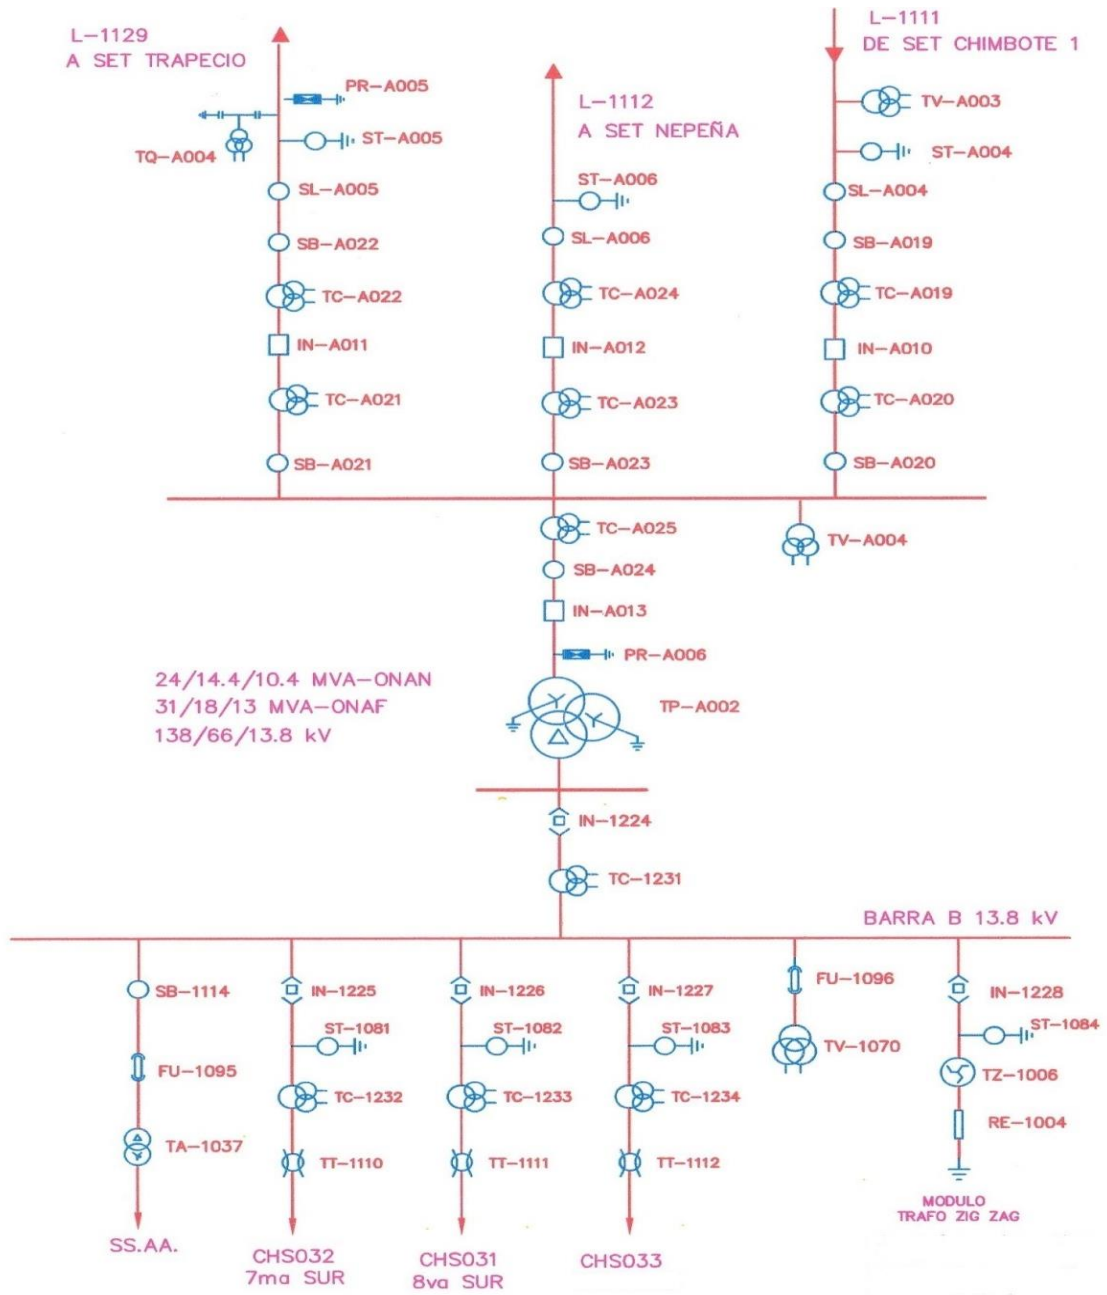 L-1129
A SET TRAPECIO
PR-A005
TQ-A004
ST-A005
SL-A005
SB-A022
TC-A022
IN-A011
TC-A021
SB-A021
L-1112
A SET NEPEÑA
ST-A006
SL-A006
TC-A024
IN-A012
TC-A023
SB-A023
L-1111
DE SET CHIMBOTE 1
TV-A003
ST-A004
SL-A004
SB-A019
TC-A019
IN-A010
TC-A020
SB-A020
TC-A025
TV-A004
SB-A024
IN-A013
PR-A006
24/14.4/10.4 MVA-ONAN
31/18/13 MVA-ONAF
138/66/13.8 kV
TP-A002
IN-1224
TC-1231
BARRA B 13.8 kV
SB-1114
FU-1095
TA-1037
SS.AA.
IN-1225
ST-1081
TC-1232
TT-1110
CHS032
7ma SUR
IN-1226
ST-1082
TC-1233
TT-1111
CHS031
8va SUR
IN-1227
ST-1083
TC-1234
TT-1112
CHS033
FU-1096
TV-1070
IN-1228
ST-1084
TZ-1006
RE-1004
MODULO
TRAFO ZIG ZAG